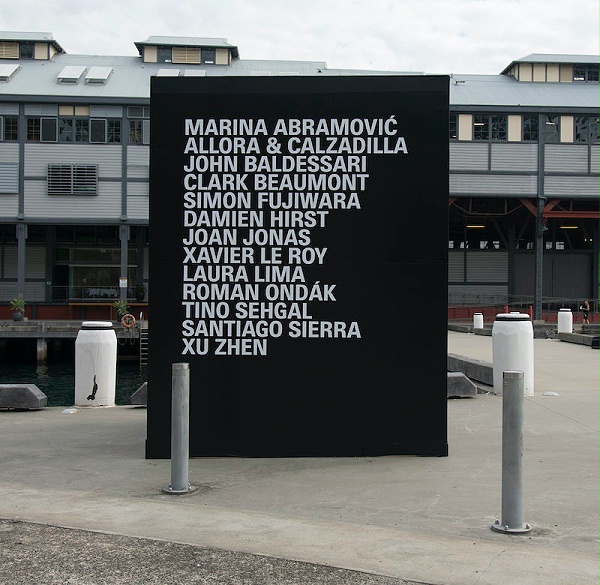 MARINA ABRAMOVIĆ
ALLORA & CALZADILLA
JOHN BALDESSARI
CLARK BEAUMONT
SIMON FUJIWARA
DAMIEN HIRST
JOAN JONAS
XAVIER LE ROY
LAURA LIMA
ROMAN ONDÁK
TINO SEHGAL
SANTIAGO SIERRA
XU ZHEN